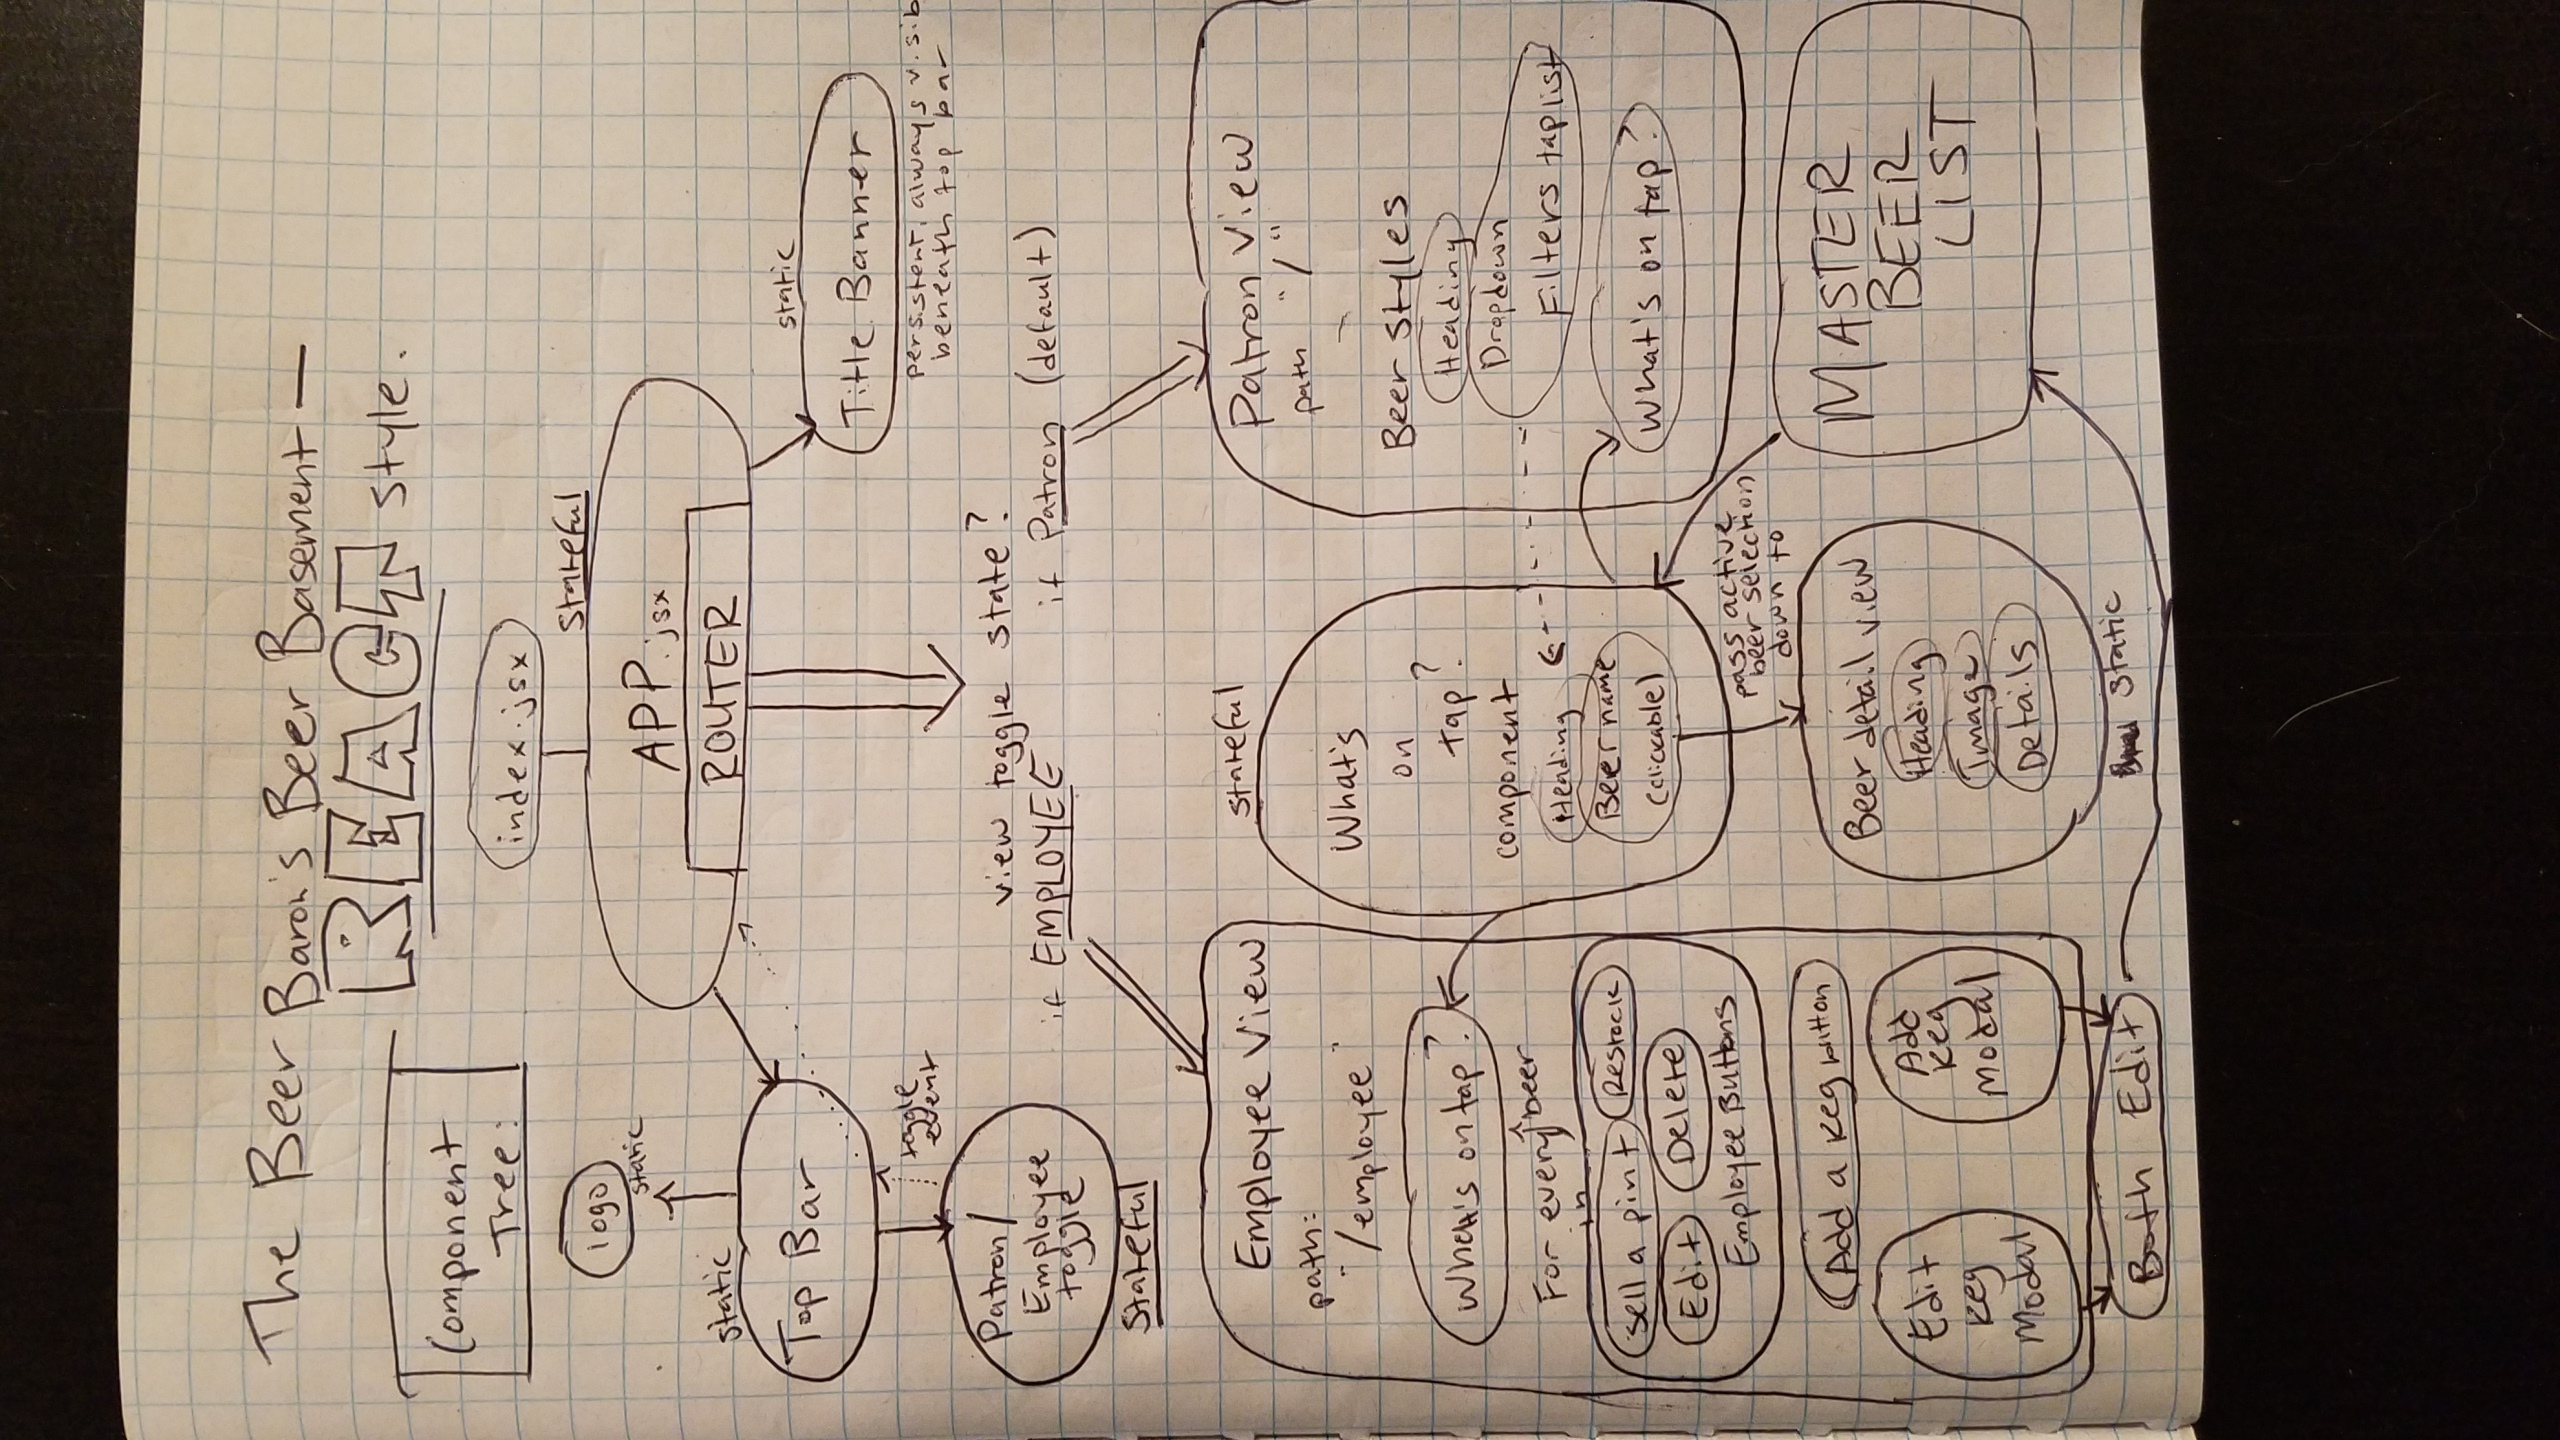 The Beer Baron's Beer Basement —
REACT style.
Component
Tree:
index.jsx
stateful
logo
static
APP.jsx
ROUTER
static
Top Bar
static
Title Banner
persistent, always visib
beneath top bar
toggle
event
Patron/
Employee
toggle
Stateful
view toggle state?
if EMPLOYEE
if Patron (default)
Employee View
path:
"/employee"
What's on tap?
For every beer
in
Sell a pint
Restock
Edit
Delete
Employee Buttons
Add a keg button
Edit
keg
Modal
Add
keg
modal
Both Edit
stateful
What's
on
tap?
component
Heading
Beer name
(clickable)
pass active
beer selection
down to
Beer detail view
Heading
Image
Details
static
Patron View
path "/"
Beer Styles
Heading
Dropdown
Filters taplist
What's on tap?
MASTER
BEER
LIST